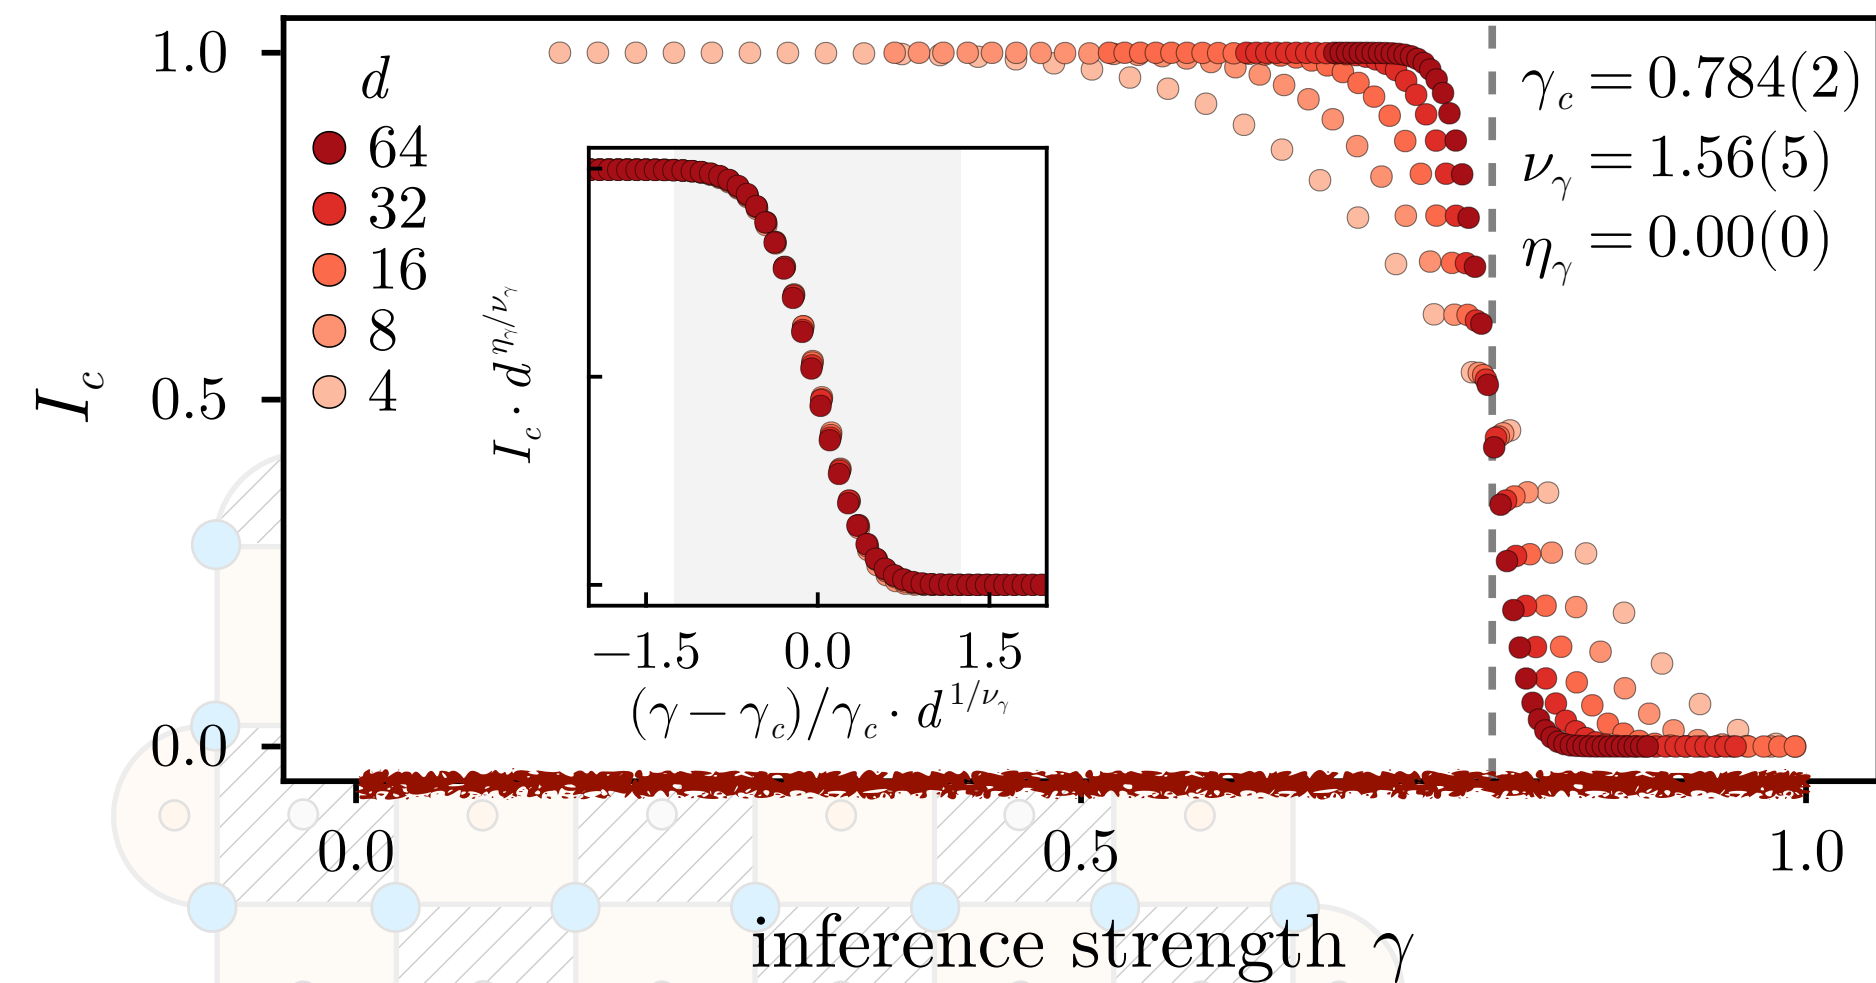 1.0
0.5
0.0
I_c
d
64
32
16
8
4
γ_c = 0.784(2)
ν_γ = 1.56(5)
η_γ = 0.00(0)
I_c · d^{η_γ/ν_γ}
−1.5 0.0 1.5
(γ − γ_c)/γ_c · d^{1/ν_γ}
0.0 0.5 1.0
inference strength γ